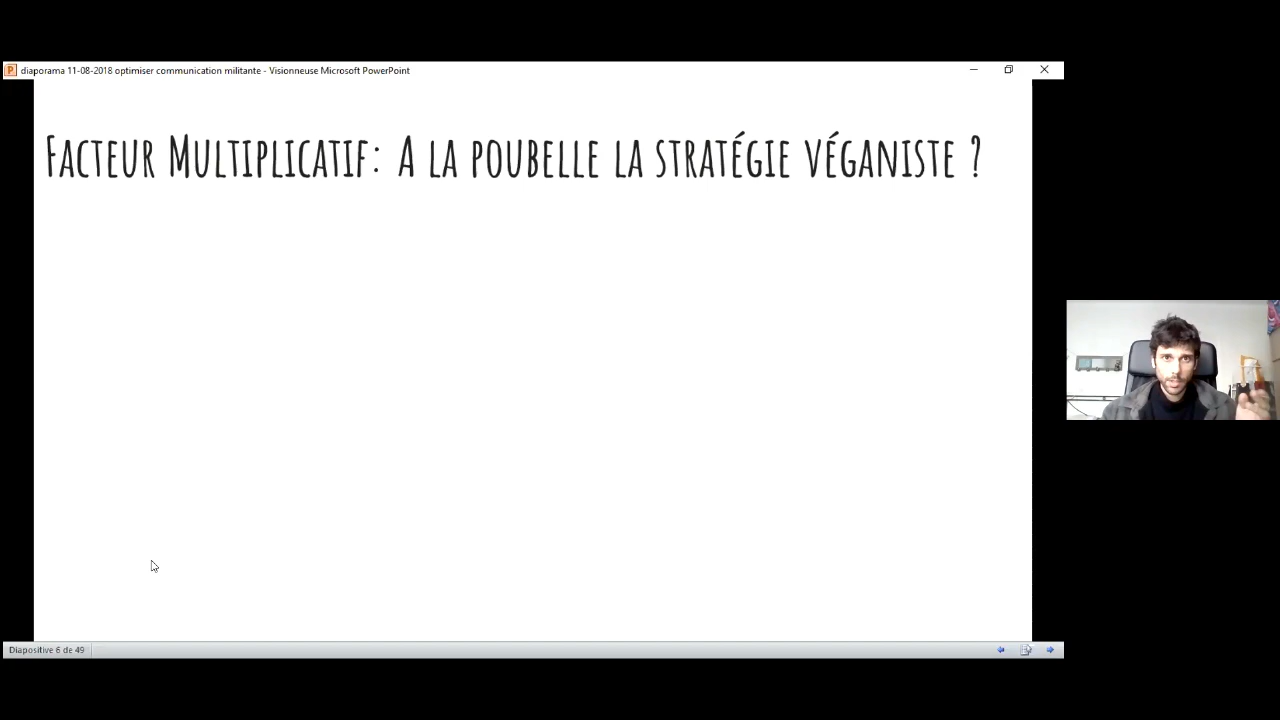 diaporama 11-08-2018 optimiser communication militante - Visionneuse Microsoft PowerPoint
Facteur Multiplicatif: A la poubelle la stratégie véganiste ?
Diapositive 6 de 49